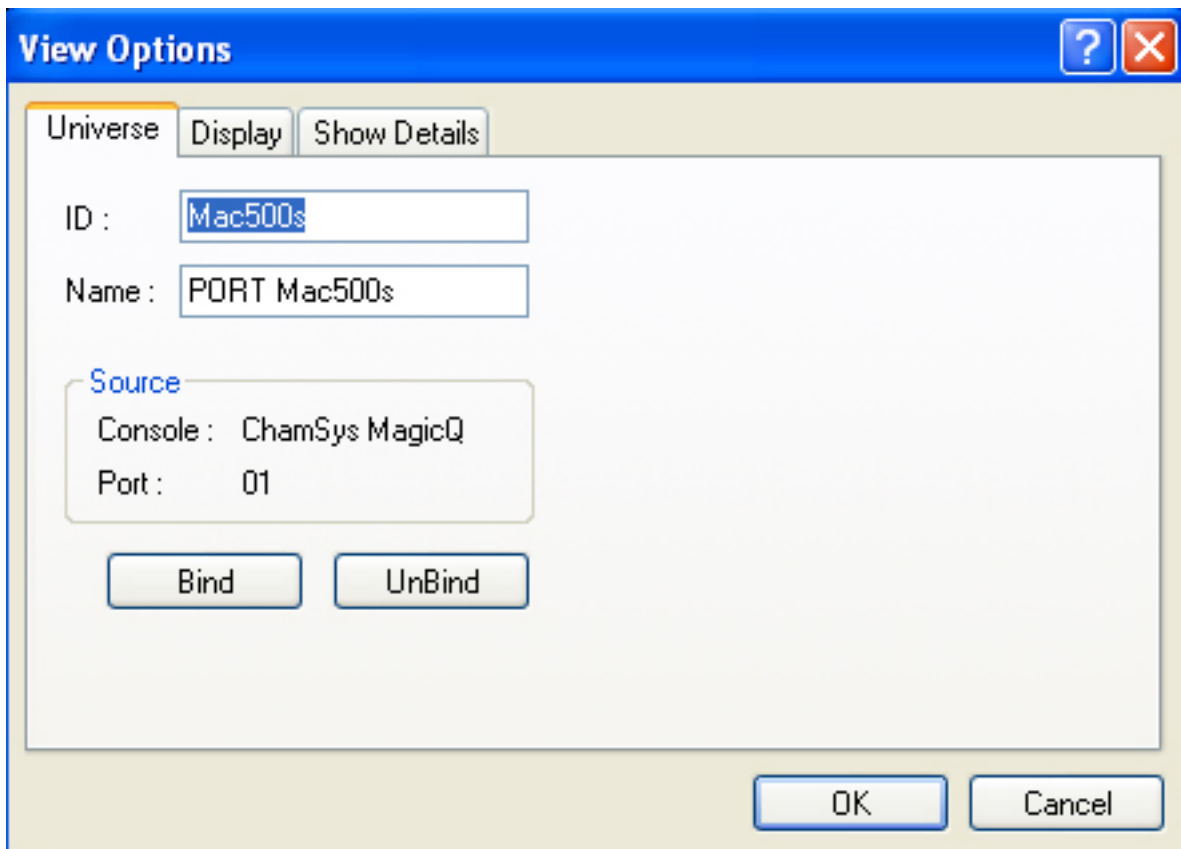 View Options
?
Universe Display Show Details
ID : Mac500s
Name : PORT Mac500s
Source
Console : ChamSys MagicQ
Port : 01
Bind UnBind
OK Cancel